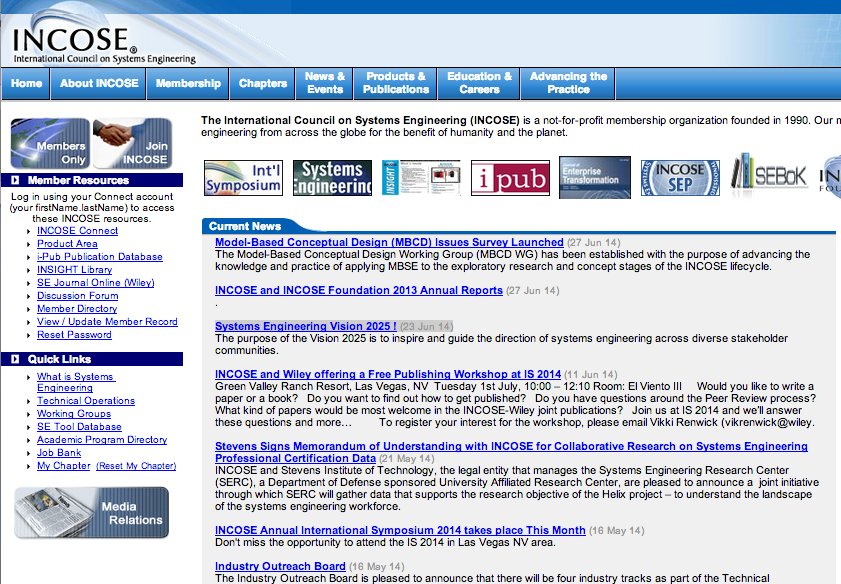 INCOSE®
International Council on Systems Engineering
Home
About INCOSE
Membership
Chapters
News &
Events
Products &
Publications
Education &
Careers
Advancing the
Practice
Members
Only
Join
INCOSE
Member Resources
Log in using your Connect account
(your firstName.lastName) to access
these INCOSE resources.
INCOSE Connect
Product Area
i-Pub Publication Database
INSIGHT Library
SE Journal Online (Wiley)
Discussion Forum
Member Directory
View / Update Member Record
Reset Password
Quick Links
What is Systems
Engineering
Technical Operations
Working Groups
SE Tool Database
Academic Program Directory
Job Bank
My Chapter (Reset My Chapter)
Media
Relations
The International Council on Systems Engineering (INCOSE) is a not-for-profit membership organization founded in 1990. Our m
engineering from across the globe for the benefit of humanity and the planet.
Int'l
Symposium
Systems
Engineering
INSIGHT
i pub
Enterprise
Transformation
INCOSE
SEP
SEBoK
IN
FOU
Current News
Model-Based Conceptual Design (MBCD) Issues Survey Launched (27 Jun 14)
The Model-Based Conceptual Design Working Group (MBCD WG) has been established with the purpose of advancing the
knowledge and practice of applying MBSE to the exploratory research and concept stages of the INCOSE lifecycle.
INCOSE and INCOSE Foundation 2013 Annual Reports (27 Jun 14)
.
Systems Engineering Vision 2025 ! (23 Jun 14)
The purpose of the Vision 2025 is to inspire and guide the direction of systems engineering across diverse stakeholder
communities.
INCOSE and Wiley offering a Free Publishing Workshop at IS 2014 (11 Jun 14)
Green Valley Ranch Resort, Las Vegas, NV Tuesday 1st July, 10:00 – 12:10 Room: El Viento III Would you like to write a
paper or a book? Do you want to find out how to get published? Do you have questions around the Peer Review process?
What kind of papers would be most welcome in the INCOSE-Wiley joint publications? Join us at IS 2014 and we'll answer
these questions and more… To register your interest for the workshop, please email Vikki Renwick (vikrenwick@wiley.
Stevens Signs Memorandum of Understanding with INCOSE for Collaborative Research on Systems Engineering
Professional Certification Data (21 May 14)
INCOSE and Stevens Institute of Technology, the legal entity that manages the Systems Engineering Research Center
(SERC), a Department of Defense sponsored University Affiliated Research Center, are pleased to announce a joint initiative
through which SERC will gather data that supports the research objective of the Helix project – to understand the landscape
of the systems engineering workforce.
INCOSE Annual International Symposium 2014 takes place This Month (16 May 14)
Don't miss the opportunity to attend the IS 2014 in Las Vegas NV area.
Industry Outreach Board (16 May 14)
The Industry Outreach Board is pleased to announce that there will be four industry tracks as part of the Technical